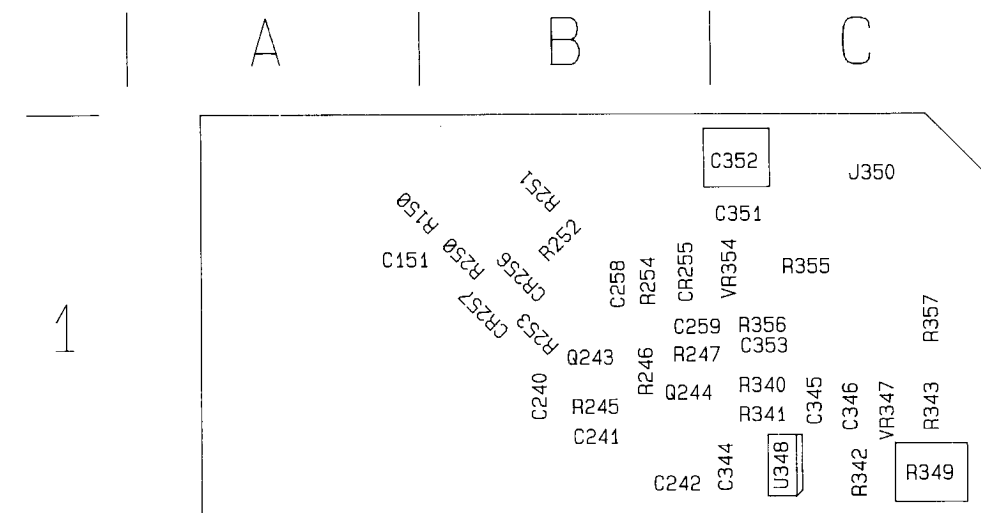 A B C
1
C352
J350
R251
C351
R150
R252
C151
R250
CR256
C258
R254
CR255
VR354
R355
CR257
R253
C259
R356
R357
C353
Q243
R246
R247
C240
Q244
R340
C345
C346
VR347
R343
R245
R341
C241
C242
C344
U348
R342
R349